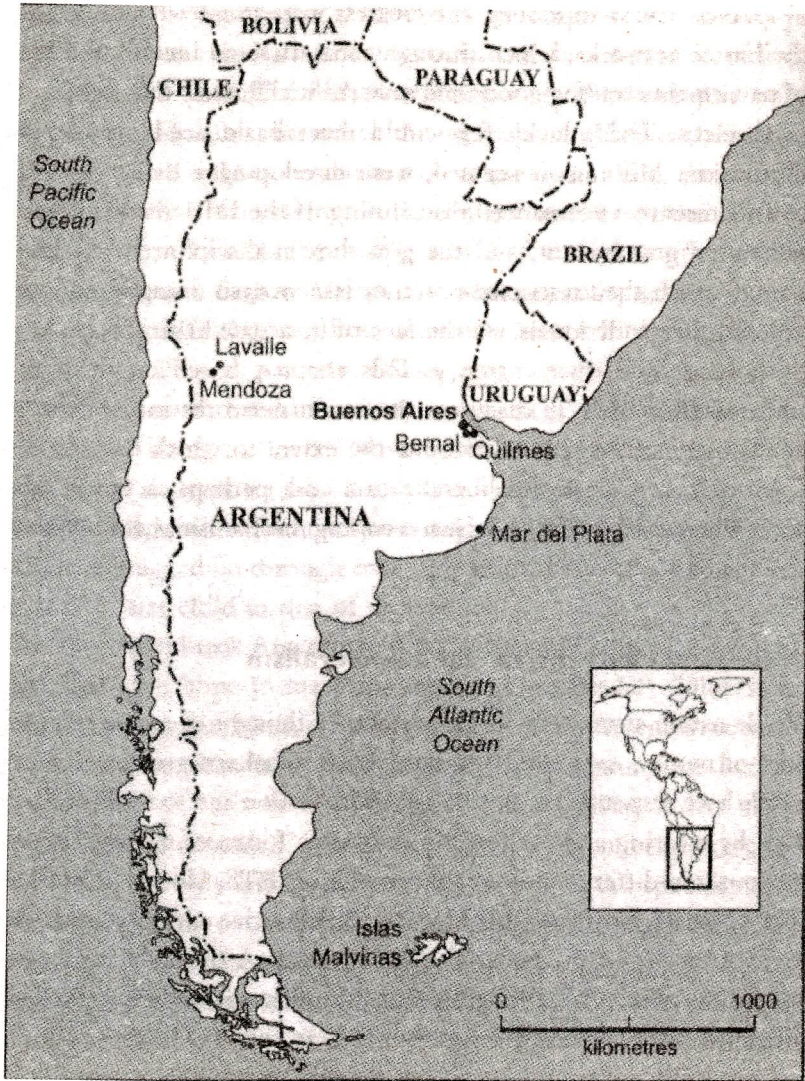 BOLIVIA
CHILE
PARAGUAY
South
Pacific
Ocean
BRAZIL
Lavalle
Mendoza
URUGUAY
Buenos Aires
Bernal
Quilmes
ARGENTINA
Mar del Plata
South
Atlantic
Ocean
Islas
Malvinas
0
1000
kilometres